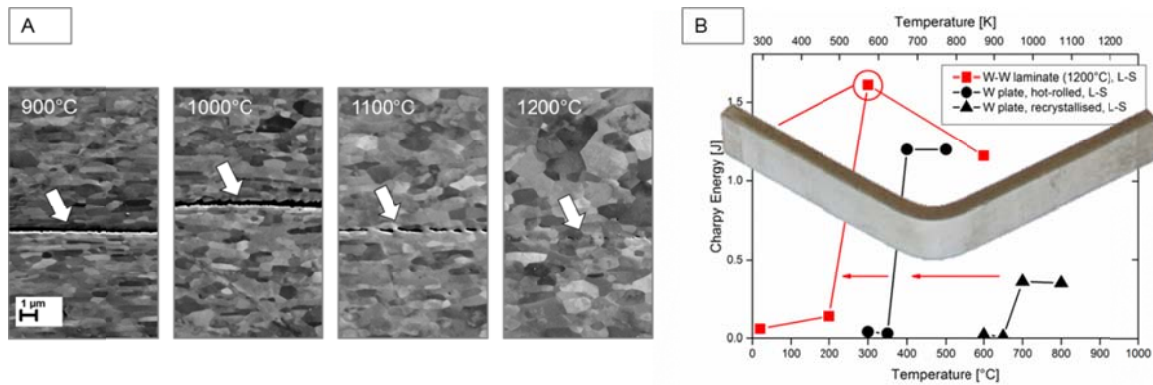 A
900°C
1000°C
1100°C
1200°C
1 µm
B
Temperature [K]
300 400 500 600 700 800 900 1000 1100 1200
W-W laminate (1200°C), L-S
W plate, hot-rolled, L-S
W plate, recrystallised, L-S
Charpy Energy [J]
1.5
1.0
0.5
0.0
0 100 200 300 400 500 600 700 800 900 1000
Temperature [°C]